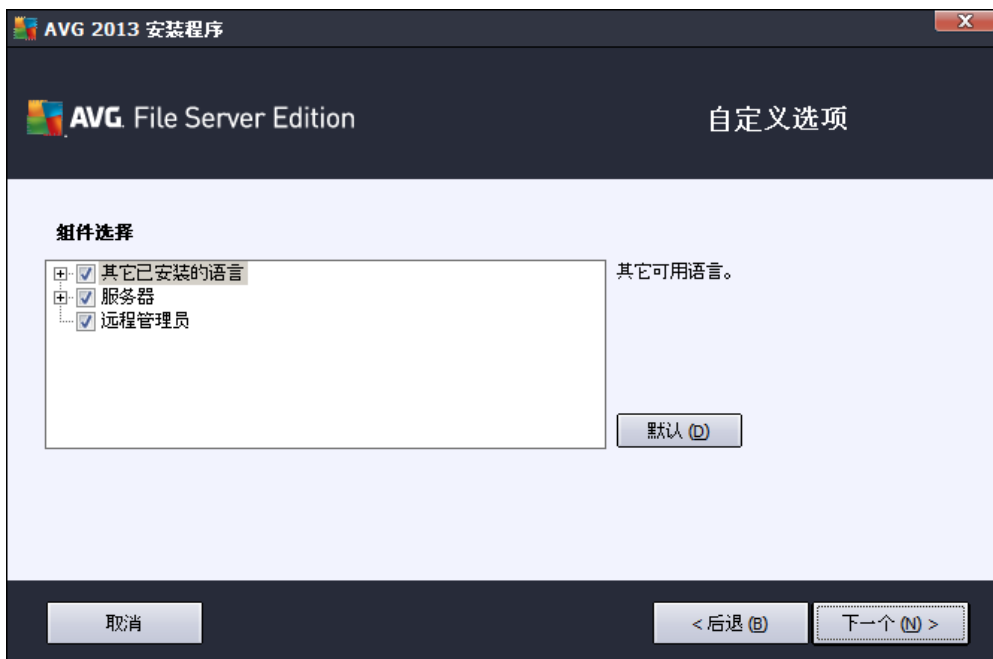 AVG 2013 安装程序
AVG. File Server Edition
自定义选项
组件选择
其它已安装的语言
服务器
远程管理员
其它可用语言。
默认 (D)
取消
< 后退 (B)
下一个 (N) >